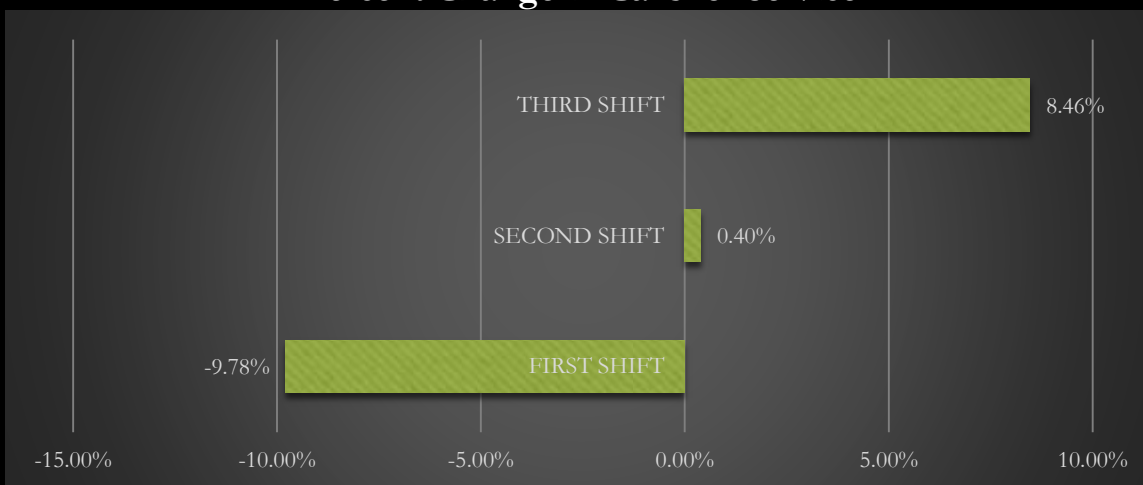 THIRD SHIFT 8.46%
SECOND SHIFT 0.40%
-9.78% FIRST SHIFT
-15.00% -10.00% -5.00% 0.00% 5.00% 10.00%